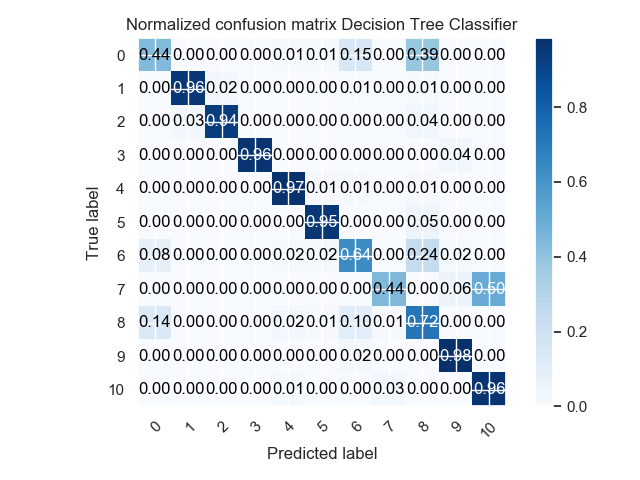 Normalized confusion matrix Decision Tree Classifier
0 0.44 0.00 0.00 0.00 0.01 0.01 0.15 0.00 0.39 0.00 0.00
1 0.00 0.96 0.02 0.00 0.00 0.00 0.01 0.00 0.01 0.00 0.00
2 0.00 0.03 0.94 0.00 0.00 0.00 0.00 0.00 0.04 0.00 0.00
3 0.00 0.00 0.00 0.96 0.00 0.00 0.00 0.00 0.00 0.04 0.00
4 0.00 0.00 0.00 0.00 0.97 0.01 0.01 0.00 0.01 0.00 0.00
5 0.00 0.00 0.00 0.00 0.00 0.95 0.00 0.00 0.05 0.00 0.00
6 0.08 0.00 0.00 0.00 0.02 0.02 0.64 0.00 0.24 0.02 0.00
7 0.00 0.00 0.00 0.00 0.00 0.00 0.00 0.44 0.00 0.06 0.50
8 0.14 0.00 0.00 0.00 0.02 0.01 0.10 0.01 0.72 0.00 0.00
9 0.00 0.00 0.00 0.00 0.00 0.00 0.02 0.00 0.00 0.98 0.00
10 0.00 0.00 0.00 0.00 0.01 0.00 0.00 0.03 0.00 0.00 0.96
0 1 2 3 4 5 6 7 8 9 10
True label
Predicted label
0.8
0.6
0.4
0.2
0.0